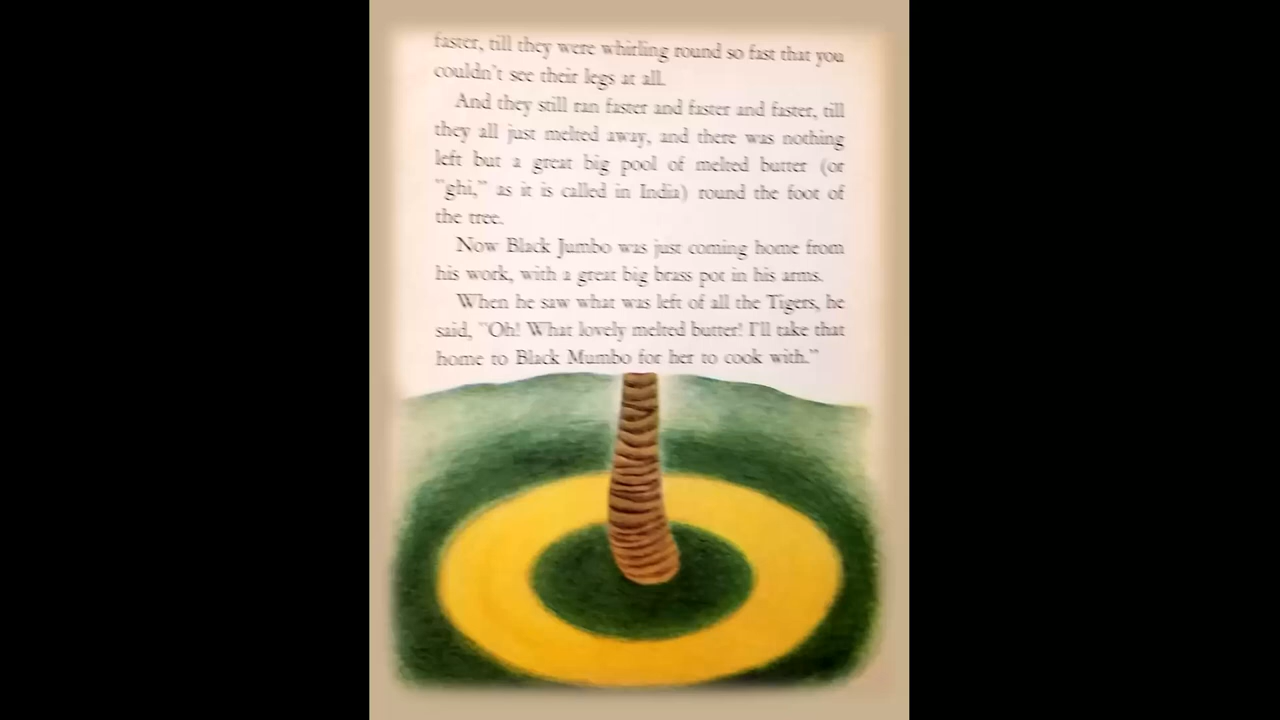 faster, till they were whirling round so fast that you
couldn't see their legs at all.
And they still ran faster and faster and faster, till
they all just melted away, and there was nothing
left but a great big pool of melted butter (or
"ghi," as it is called in India) round the foot of
the tree.
Now Black Jumbo was just coming home from
his work, with a great big brass pot in his arms.
When he saw what was left of all the Tigers, he
said, "Oh! What lovely melted butter! I'll take that
home to Black Mumbo for her to cook with."